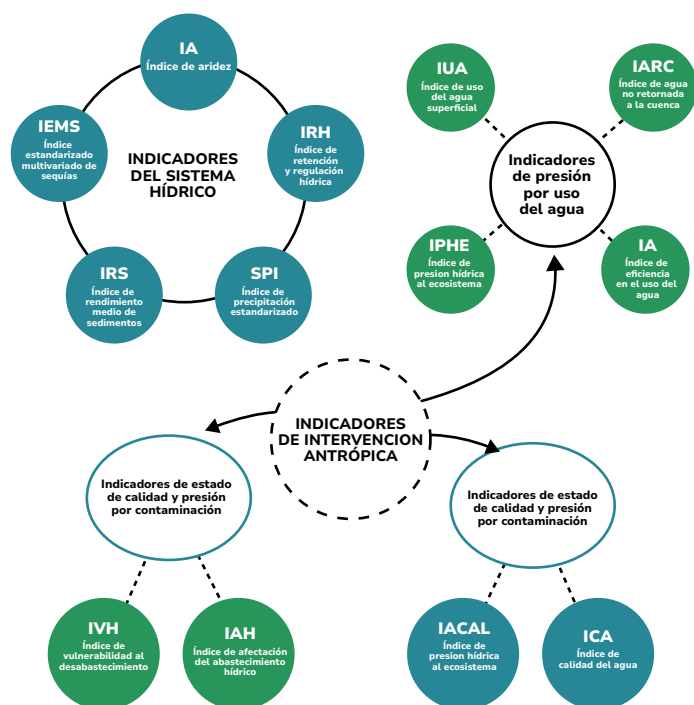 IA
Índice de aridez
IEMS
Índice
estandarizado
multivariado de
sequías
INDICADORES
DEL SISTEMA
HÍDRICO
IRH
Índice de
retención
y regulación
hídrica
IRS
Índice de
rendimiento
medio de
sedimentos
SPI
Índice de
precipitación
estandarizado
IUA
Índice de uso
del agua
superficial
IARC
Índice de agua
no retornada
a la cuenca
Indicadores
de presión
por uso
del agua
IPHE
Índice de
presion hídrica
al ecosistema
IA
Índice de
eficiencia
en el uso del
agua
INDICADORES
DE INTERVENCION
ANTRÓPICA
Indicadores de estado
de calidad y presión
por contaminación
Indicadores de estado
de calidad y presión
por contaminación
IVH
Índice de
vulnerabilidad al
desabastecimiento
IAH
Índice de afectación
del abastecimiento
hídrico
IACAL
Índice de
presion hídrica
al ecosistema
ICA
Índice de
calidad del agua